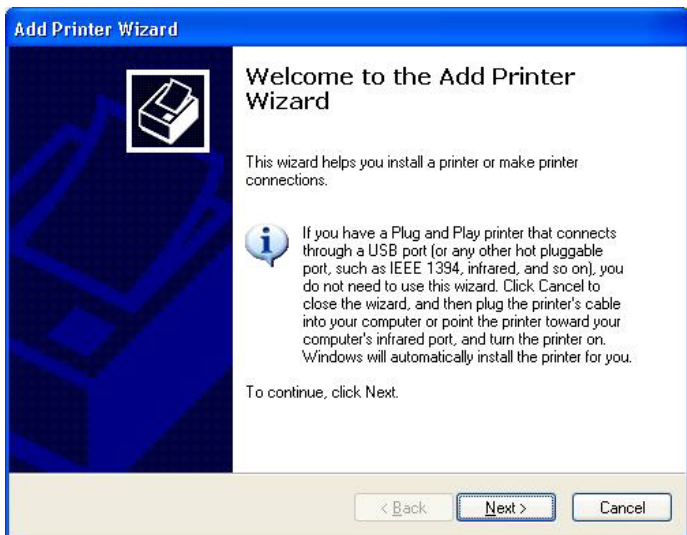 Add Printer Wizard
Welcome to the Add Printer
Wizard
This wizard helps you install a printer or make printer
connections.
If you have a Plug and Play printer that connects
through a USB port (or any other hot pluggable
port, such as IEEE 1394, infrared, and so on), you
do not need to use this wizard. Click Cancel to
close the wizard, and then plug the printer's cable
into your computer or point the printer toward your
computer's infrared port, and turn the printer on.
Windows will automatically install the printer for you.
To continue, click Next.
< Back Next > Cancel